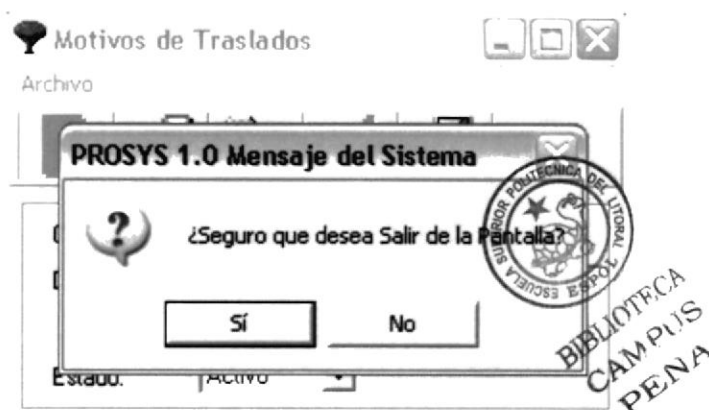 Motivos de Traslados
Archivo
PROSYS 1.0 Mensaje del Sistema
¿Seguro que desea Salir de la Pantalla?
Sí
No
Estado:
Activo
ESCUELA SUPERIOR POLITECNICA DEL LITORAL
ESPOL
BIBLIOTECA
CAMPUS
PENA